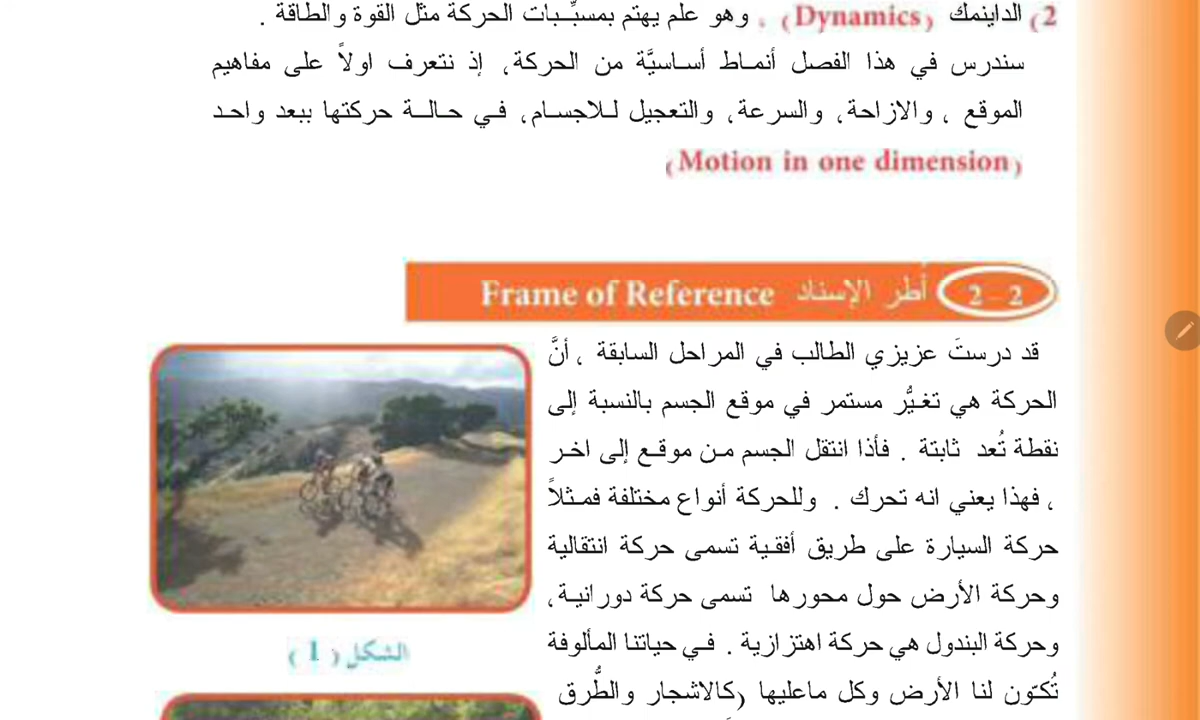 2) الداينمك (Dynamics) ، وهو علم يهتم بمسبِّبات الحركة مثل القوة والطاقة .
سندرس في هذا الفصل أنماط أساسيَّة من الحركة، إذ نتعرف اولاً على مفاهيم
الموقع ، والازاحة، والسرعة، والتعجيل للاجسام، في حالة حركتها ببعد واحد
(Motion in one dimension)
2 - 2 أطر الإسناد Frame of Reference
قد درستَ عزيزي الطالب في المراحل السابقة ، أنَّ
الحركة هي تغيُّر مستمر في موقع الجسم بالنسبة إلى
نقطة تُعد ثابتة . فأذا انتقل الجسم من موقع إلى اخر
، فهذا يعني انه تحرك . وللحركة أنواع مختلفة فمثلاً
حركة السيارة على طريق أفقية تسمى حركة انتقالية
وحركة الأرض حول محورها تسمى حركة دورانية،
وحركة البندول هي حركة اهتزازية . في حياتنا المألوفة
تُكوّن لنا الأرض وكل ماعليها (كالاشجار والطُّرق
الشكل ( 1 )